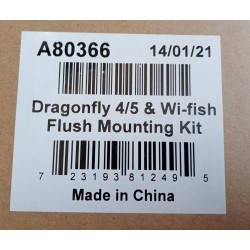 A80366 14/01/21
Dragonfly 4/5 & Wi-fish
Flush Mounting Kit
7 23193 81249 5
Made in China